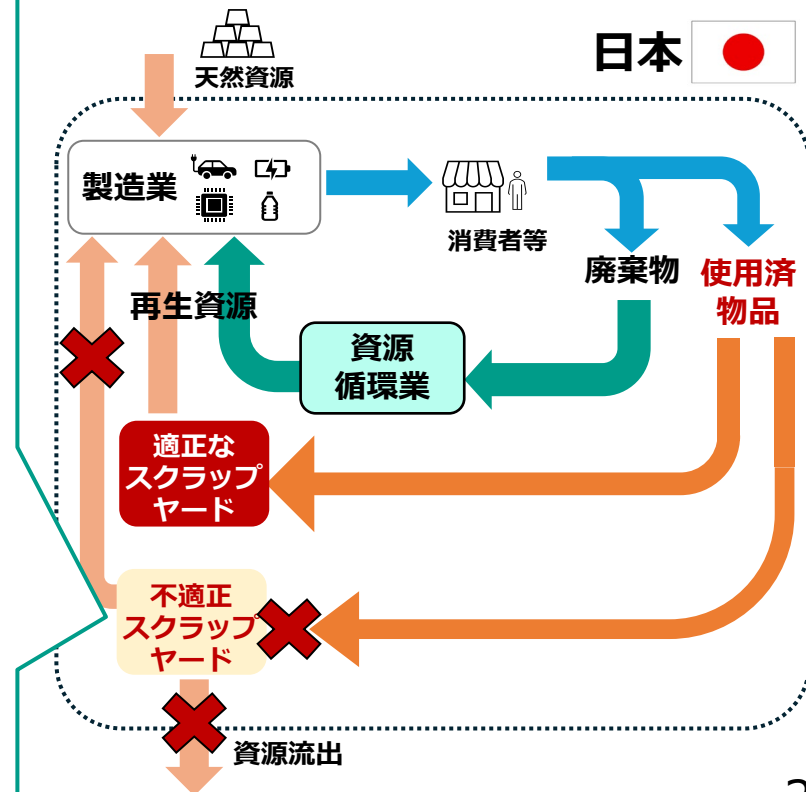 日本
天然資源
製造業
消費者等
廃棄物
使用済
物品
再生資源
資源
循環業
適正な
スクラップ
ヤード
不適正
スクラップ
ヤード
資源流出